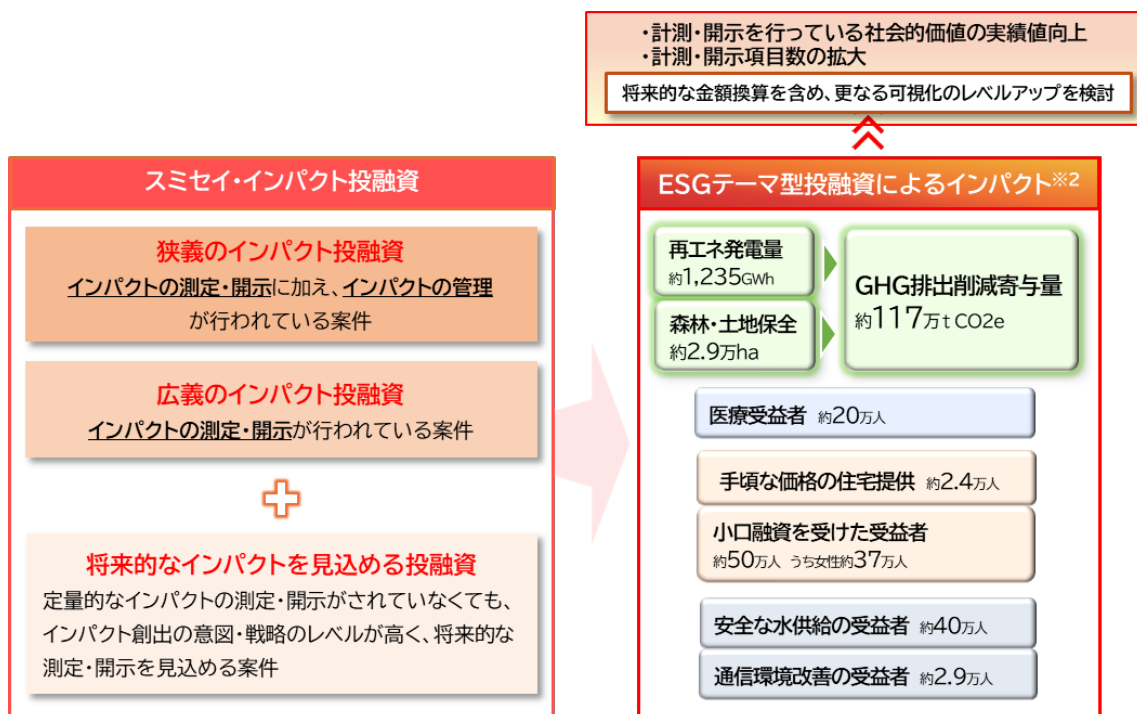 ・計測・開示を行っている社会的価値の実績値向上
・計測・開示項目数の拡大
将来的な金額換算を含め、更なる可視化のレベルアップを検討
スミセイ・インパクト投融資
狭義のインパクト投融資
インパクトの測定・開示に加え、インパクトの管理
が行われている案件
広義のインパクト投融資
インパクトの測定・開示が行われている案件
将来的なインパクトを見込める投融資
定量的なインパクトの測定・開示がされていなくても、
インパクト創出の意図・戦略のレベルが高く、将来的な
測定・開示を見込める案件
ESGテーマ型投融資によるインパクト※2
再エネ発電量
約1,235GWh
森林・土地保全
約2.9万ha
GHG排出削減寄与量
約117万t CO2e
医療受益者 約20万人
手頃な価格の住宅提供 約2.4万人
小口融資を受けた受益者
約50万人 うち女性約37万人
安全な水供給の受益者 約40万人
通信環境改善の受益者 約2.9万人